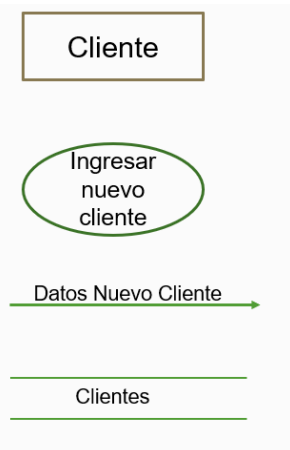 Cliente
Ingresar
nuevo
cliente
Datos Nuevo Cliente
Clientes